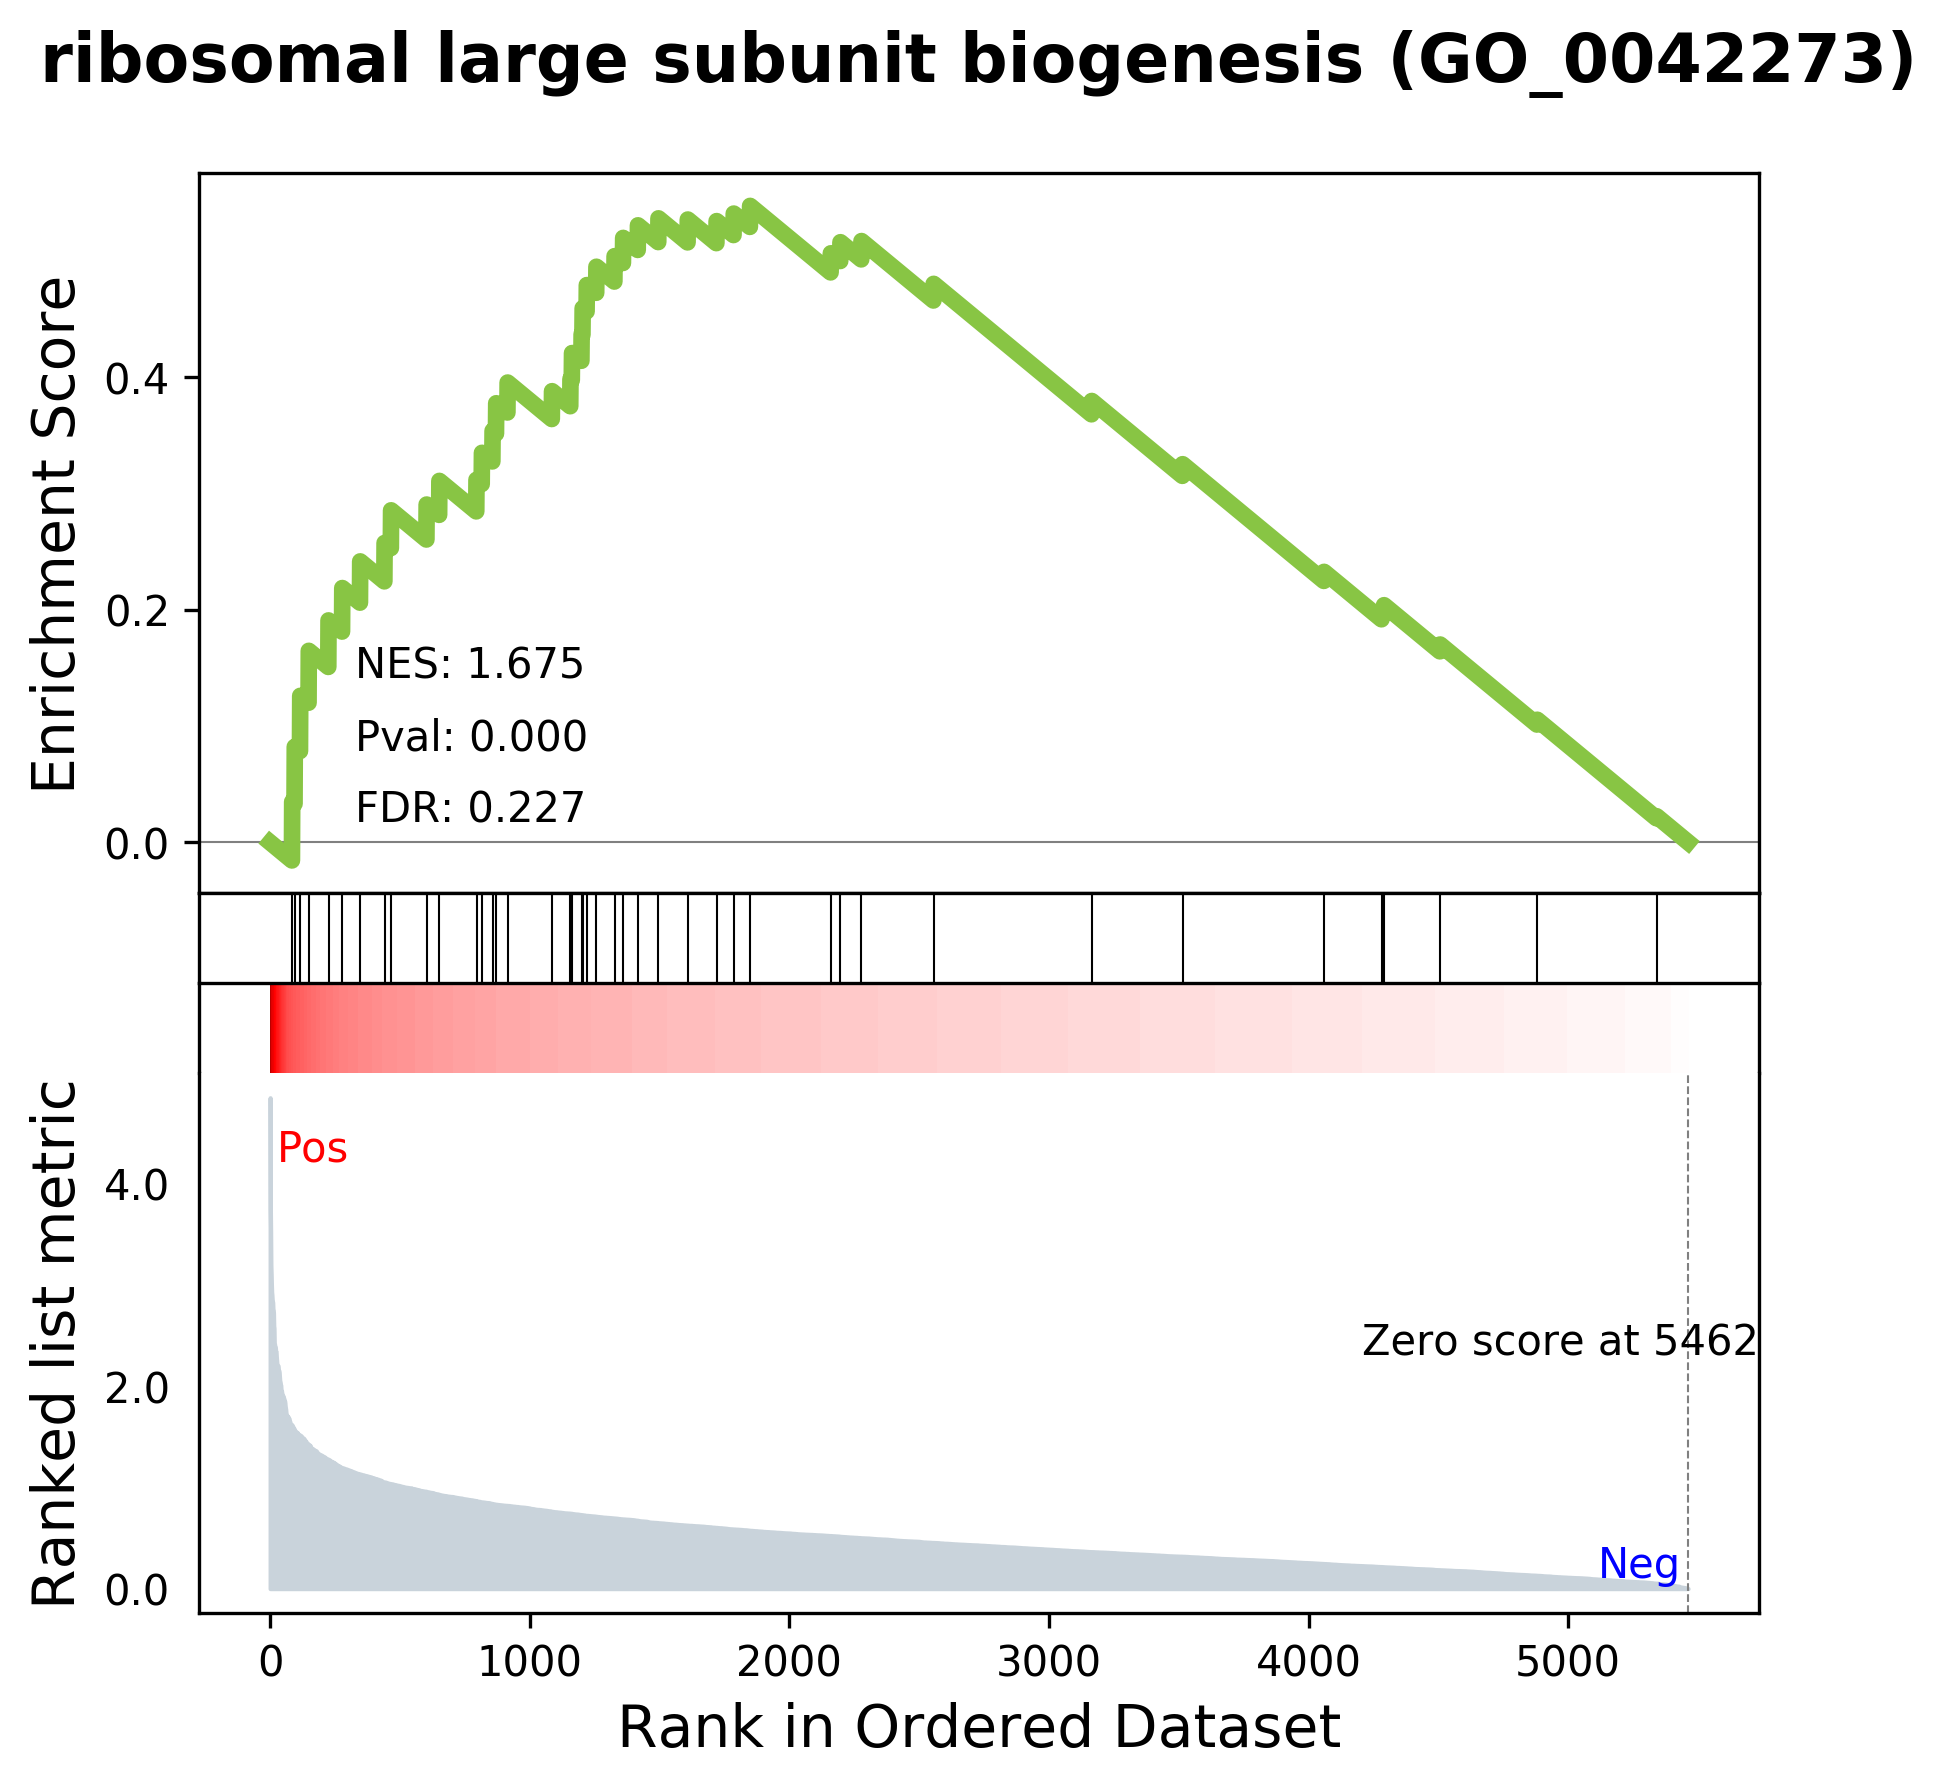 ribosomal large subunit biogenesis (GO_0042273)
Enrichment Score
0.4
0.2
0.0
NES: 1.675
Pval: 0.000
FDR: 0.227
Ranked list metric
4.0
2.0
0.0
Pos
Zero score at 5462
Neg
0 1000 2000 3000 4000 5000
Rank in Ordered Dataset